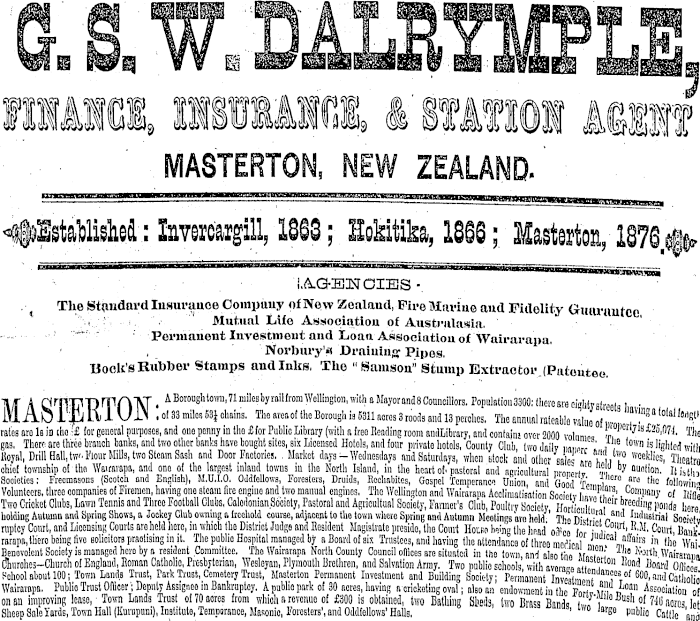 G. S. W. DALRYMPLE,
FINANCE, INSURANCE, & STATION AGENT
MASTERTON, NEW ZEALAND.
Established : Invercargill, 1863 ; Hokitika, 1866 ; Masterton, 1876.
AGENCIES -
The Standard Insurance Company of New Zealand, Fire Marine and Fidelity Guarantee.
Mutual Life Association of Australasia.
Permanent Investment and Loan Association of Wairarapa.
Norbury's Draining Pipes.
Bock's Rubber Stamps and Inks. The "Samson" Stump Extractor (Patentee.
MASTERTON : A Borough town, 71 miles by rail from Wellington, with a Mayor and 8 Councillors. Population 3360: there are eighty streets having a total length
of 33 miles 53½ chains. The area of the Borough is 5311 acres 3 roods and 13 perches. The annual rateable value of property is £25,074. The
rates are 1s in the £ for general purposes, and one penny in the £ for Public Library (with a free Reading room and Library, and contains over 2000 volumes. The town is lighted with
gas. There are three branch banks, and two other banks have bought sites, six Licensed Hotels, and four private hotels, County Club, two daily papers and two weeklies, Theatre
Royal, Drill Hall, two Flour Mills, two Steam Sash and Door Factories. Market days — Wednesdays and Saturdays, when stock and other sales are held by auction. It is the
chief township of the Wairarapa, and one of the largest inland towns in the North Island, in the heart of pastoral and agricultural property. There are the following
Societies: Freemasons (Scotch and English), M.U.I.O. Oddfellows, Foresters, Druids, Rechabites, Gospel Temperance Union, and Good Templars, Company of Rifle
Volunteers, three companies of Firemen, having one steam fire engine and two manual engines. The Wellington and Wairarapa Acclimatisation Society have their breeding ponds here,
Two Cricket Clubs, Lawn Tennis and Three Football Clubs, Caledonian Society, Pastoral and Agricultural Society, Farmer's Club, Poultry Society, Horticultural and Industrial Society
holding Autumn and Spring Shows, a Jockey Club owning a freehold course, adjacent to the town where Spring and Autumn Meetings are held. The District Court, R.M. Court, Bank-
ruptcy Court, and Licensing Courts are held here, in which the District Judge and Resident Magistrate preside, the Court House being the head office for judicial affairs in the Wai-
rarapa, there being five solicitors practising in it. The public Hospital managed by a Board of six Trustees, and having the attendance of three medical men. The North Wairarapa
Benevolent Society is managed here by a resident Committee. The Wairarapa North County Council offices are situated in the town, and also the Masterton Road Board Offices.
Churches—Church of England, Roman Catholic, Presbyterian, Wesleyan, Plymouth Brethren, and Salvation Army. Two public schools, with average attendances of 600, and Catholic
School about 100; Town Lands Trust, Park Trust, Cemetery Trust, Masterton Permanent Investment and Building Society; Permanent Investment and Loan Association of
Wairarapa. Public Trust Officer; Deputy Assignee in Bankruptcy. A public park of 30 acres, having a cricketing oval; also an endowment in the Forty-Mile Bush of 746 acres, let
on an improving lease, Town Lands Trust of 70 acres from which a revenue of £300 is obtained, two Bathing Sheds, two Brass Bands, two large public Cattle and
Sheep Sale Yards, Town Hall (Kurupuni), Institute, Temperance, Masonic, Foresters', and Oddfellows' Halls.